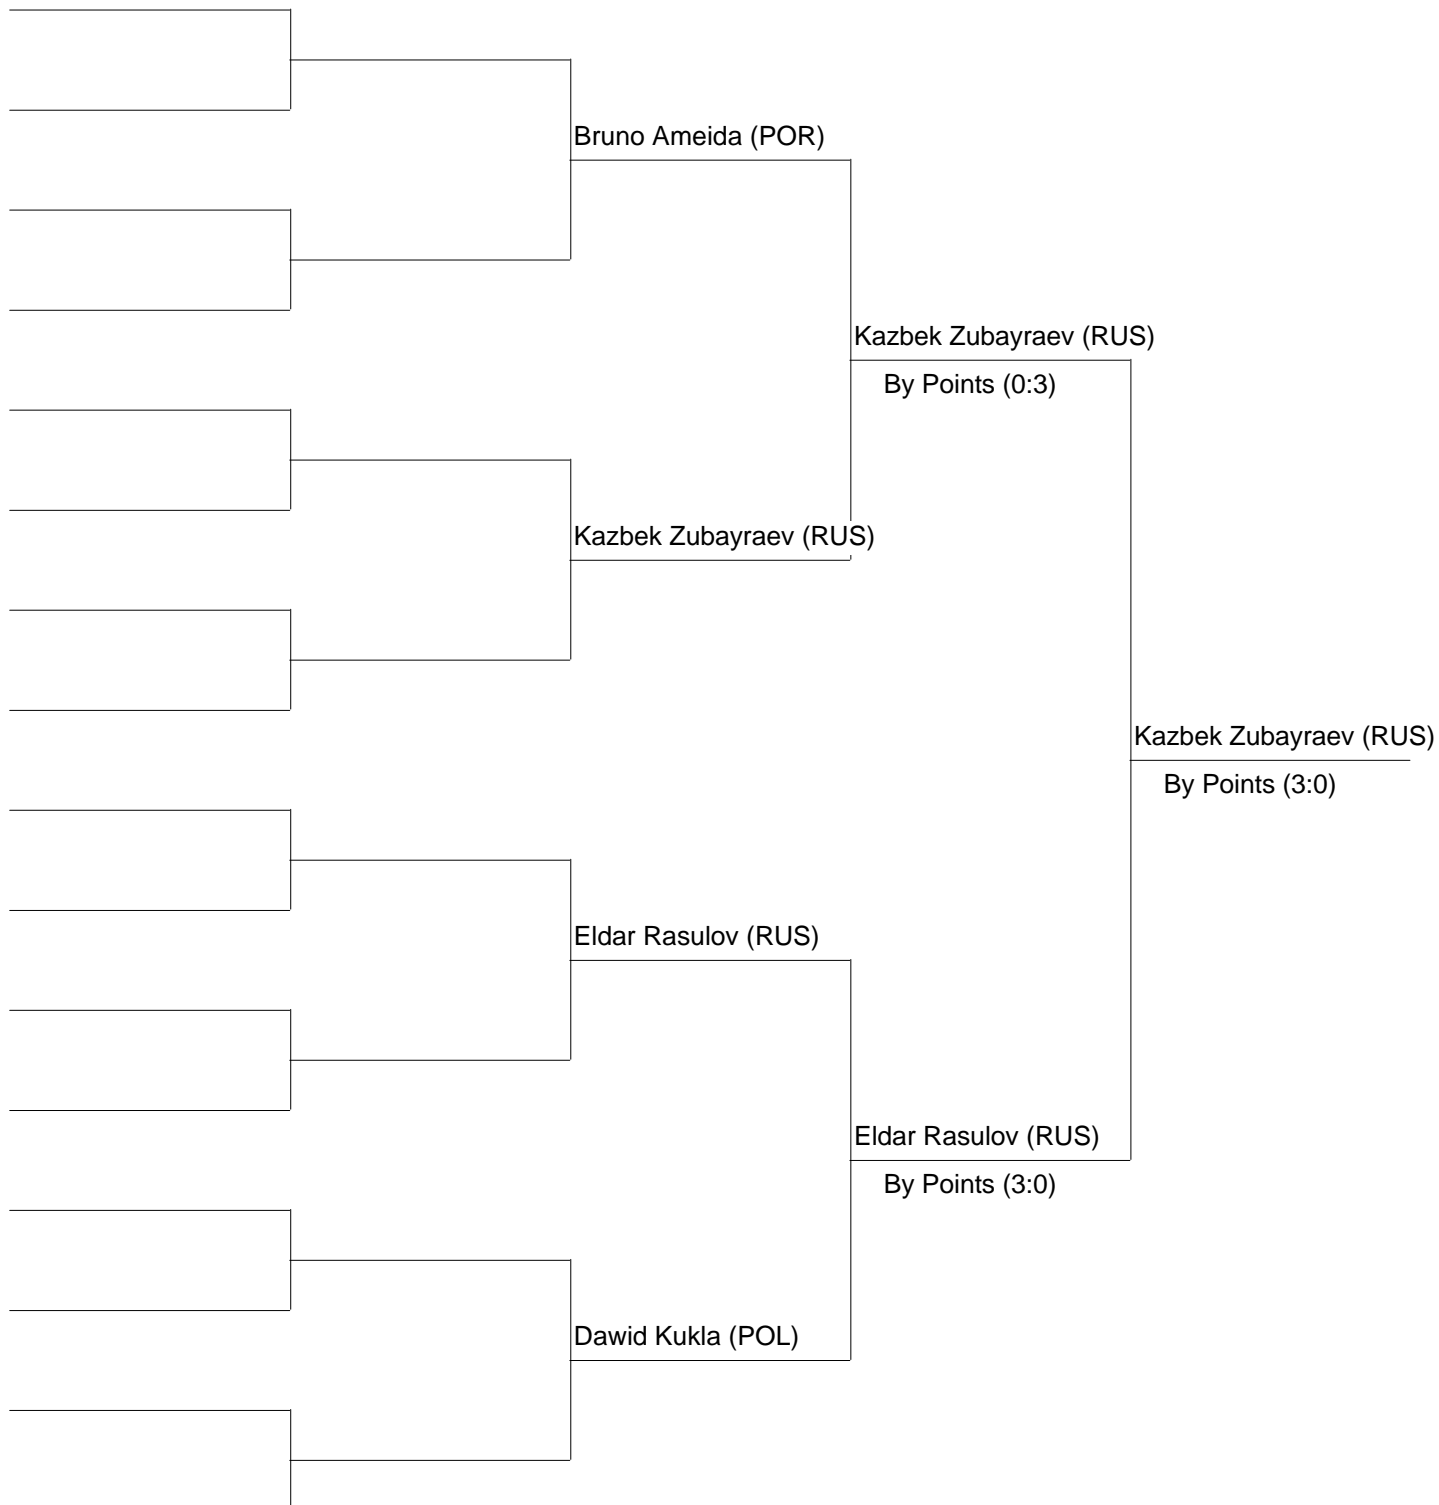 Bruno Ameida (POR)
Kazbek Zubayraev (RUS)
By Points (0:3)
Kazbek Zubayraev (RUS)
Kazbek Zubayraev (RUS)
By Points (3:0)
Eldar Rasulov (RUS)
Eldar Rasulov (RUS)
By Points (3:0)
Dawid Kukla (POL)